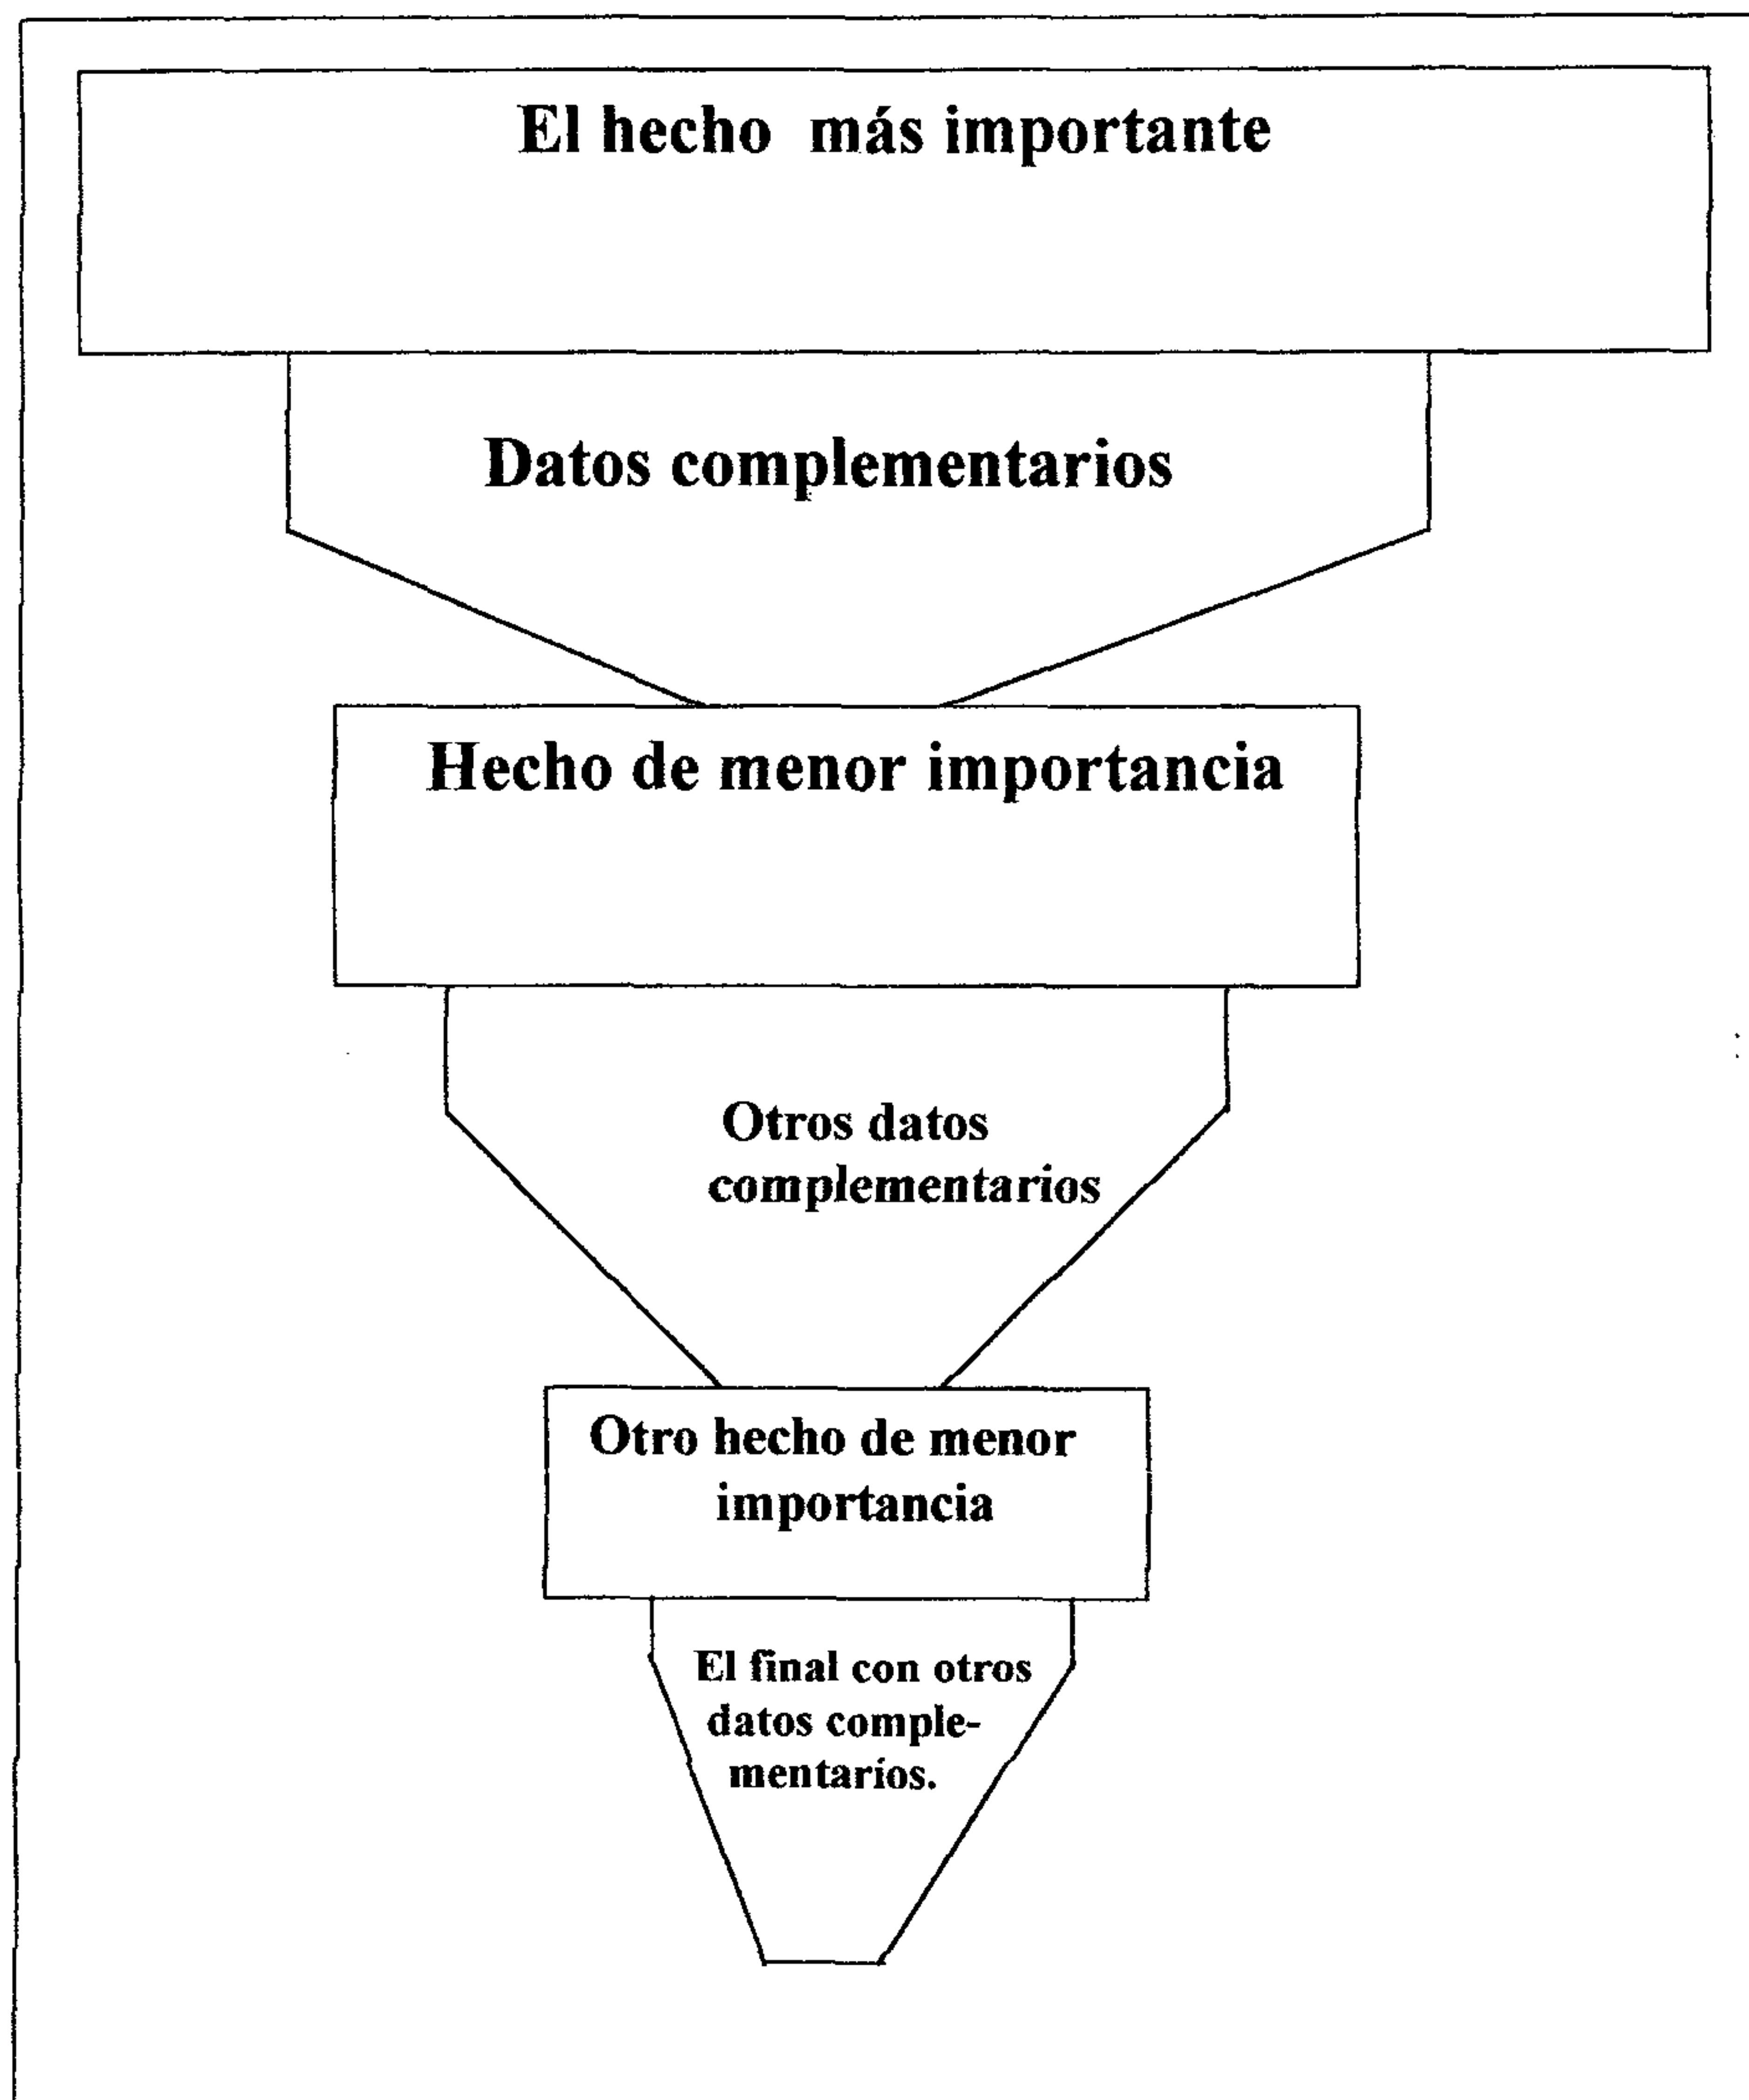 El hecho más importante
Datos complementarios
Hecho de menor importancia
Otros datos
complementarios
Otro hecho de menor
importancia
El final con otros
datos comple-
mentarios.